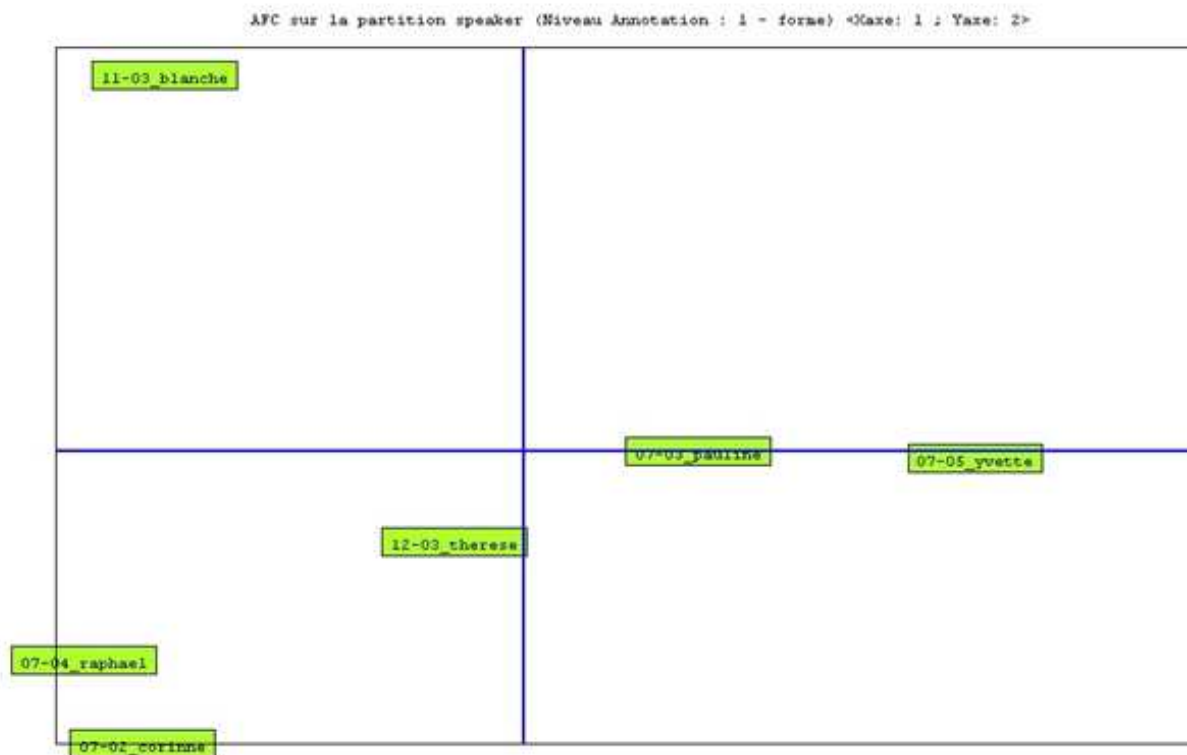 AFC sur la partition speaker (Niveau Annotation : 1 - forme) <Xaxe: 1 ; Yaxe: 2>
11-03_blanche
07-03_pauline
07-05_yvette
12-03_therese
07-04_raphael
07-02_corinne